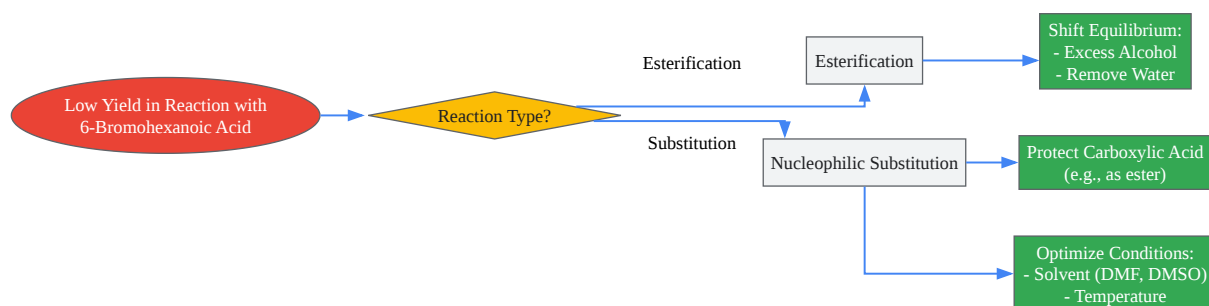 Low Yield in Reaction with
6-Bromohexanoic Acid
Reaction Type?
Esterification
Substitution
Esterification
Nucleophilic Substitution
Shift Equilibrium:
- Excess Alcohol
- Remove Water
Protect Carboxylic Acid
(e.g., as ester)
Optimize Conditions:
- Solvent (DMF, DMSO)
- Temperature